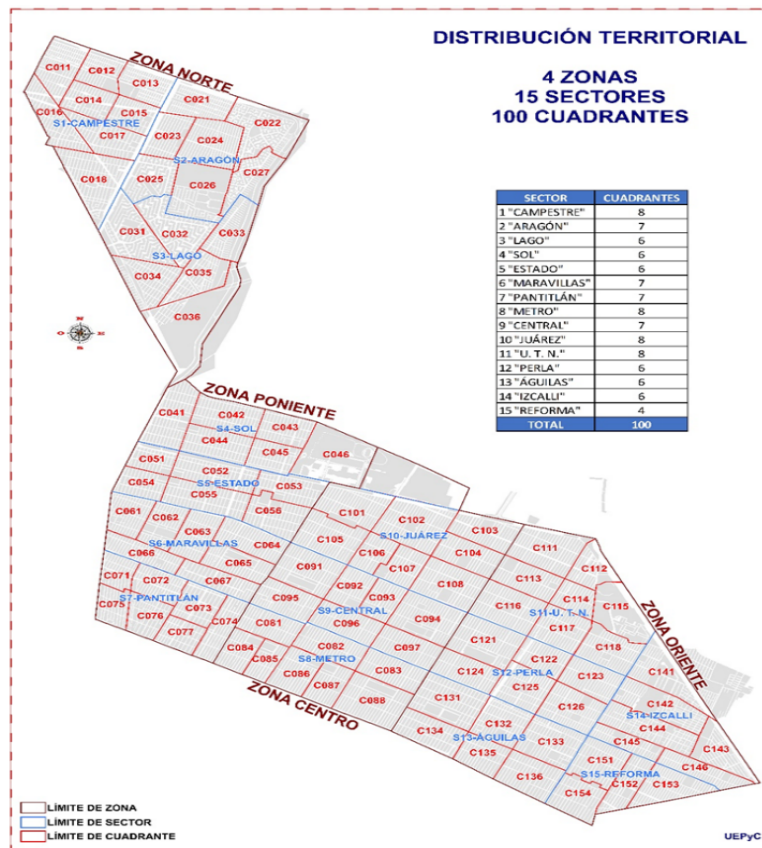 DISTRIBUCIÓN TERRITORIAL
4 ZONAS
15 SECTORES
100 CUADRANTES
SECTOR CUADRANTES
1 "CAMPESTRE" 8
2 "ARAGÓN" 7
3 "LAGO" 6
4 "SOL" 6
5 "ESTADO" 6
6 "MARAVILLAS" 7
7 "PANTITLÁN" 7
8 "METRO" 8
9 "CENTRAL" 7
10 "JUÁREZ" 8
11 "U. T. N." 8
12 "PERLA" 6
13 "ÁGUILAS" 6
14 "IZCALLI" 6
15 "REFORMA" 4
TOTAL 100
ZONA NORTE
C011
C012
C013
C021
C014
C015
C016
S1-CAMPESTRE
C017
C023
C024
C022
S2-ARAGÓN
C018
C025
C026
C027
C031
C032
C033
S3-LAGO
C034
C035
C036
N
ZONA PONIENTE
C041
C042
C043
S4-SOL
C044
C045
C046
C051
C052
C053
S5-ESTADO
C054
C055
C056
C061
C062
C063
C064
S6-MARAVILLAS
C066
C065
C071
C072
C067
S7-PANTITLÁN
C075
C076
C073
C074
C077
C101
C102
C103
S10-JUÁREZ
C105
C106
C107
C104
C108
C091
C092
C093
C095
S9-CENTRAL
C096
C094
C081
C082
C097
S8-METRO
C084
C085
C086
C087
C083
C088
ZONA CENTRO
C111
C112
C113
C114
C115
C116
S11-U. T. N.
C117
C118
ZONA ORIENTE
C121
C122
C123
C124
S12-PERLA
C125
C126
C131
C132
C133
C134
S13-ÁGUILAS
C135
C136
C141
C142
S14-IZCALLI
C144
C143
C145
C146
C151
S15-REFORMA
C152
C153
C154
LÍMITE DE ZONA
LÍMITE DE SECTOR
LÍMITE DE CUADRANTE
UEPyC